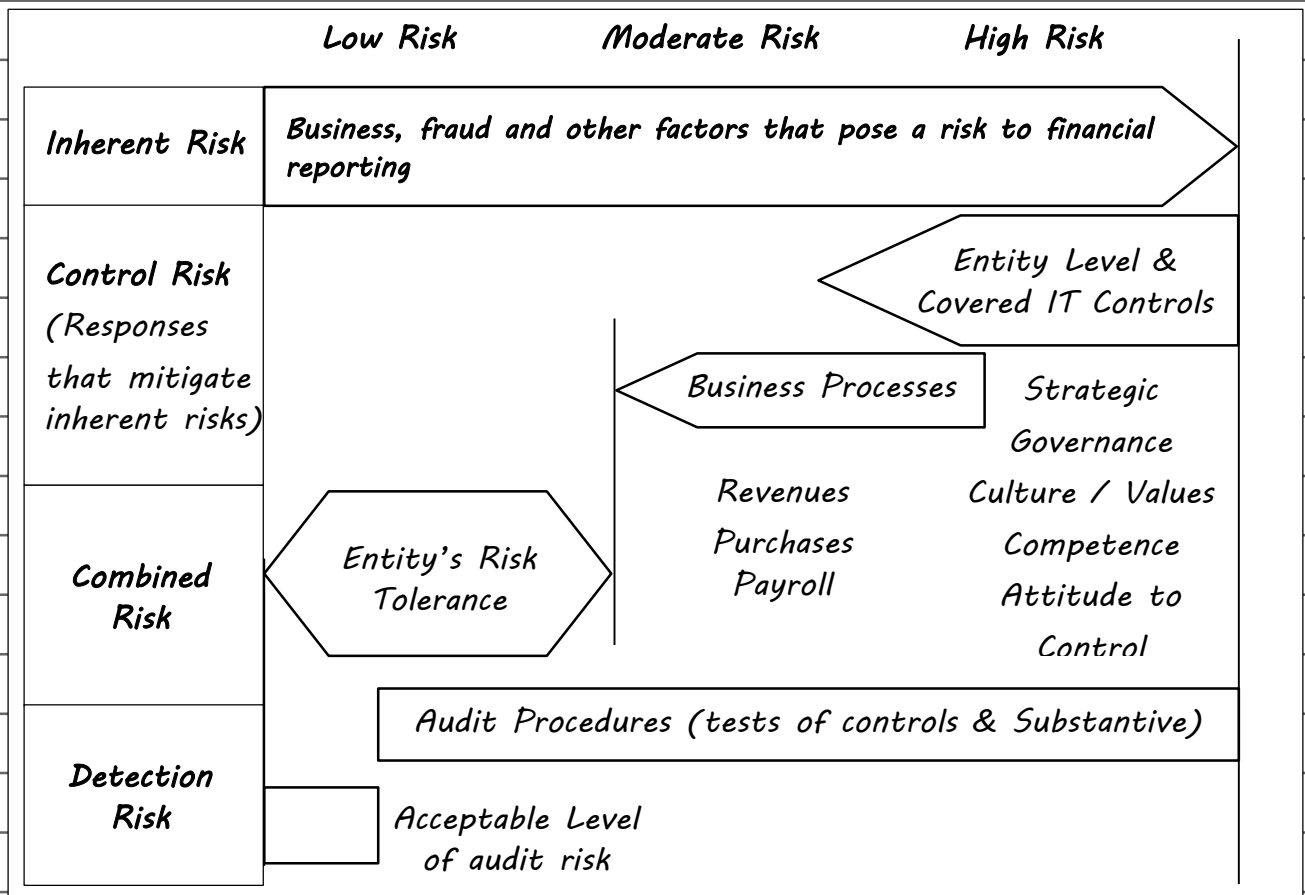 Low Risk
Moderate Risk
High Risk
Inherent Risk
Business, fraud and other factors that pose a risk to financial
reporting
Control Risk
(Responses
that mitigate
inherent risks)
Entity Level &
Covered IT Controls
Business Processes
Strategic
Governance
Culture / Values
Competence
Attitude to
Control
Revenues
Purchases
Payroll
Combined
Risk
Entity's Risk
Tolerance
Detection
Risk
Audit Procedures (tests of controls & Substantive)
Acceptable Level
of audit risk